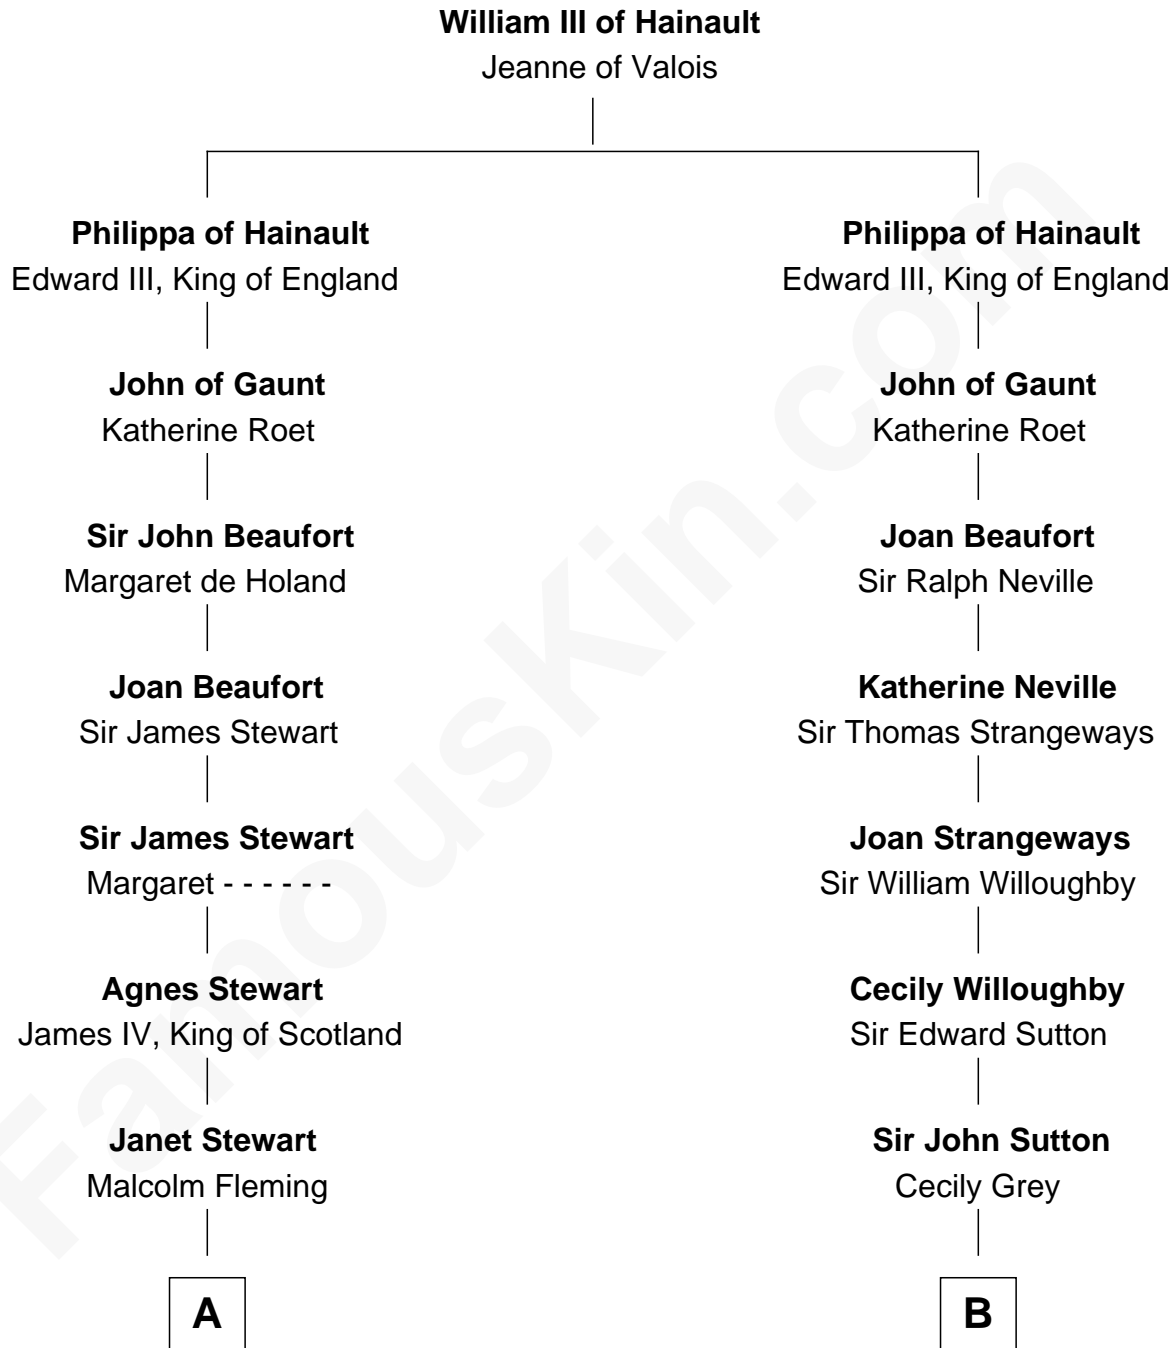 William III of Hainault
Jeanne of Valois
Philippa of Hainault
Edward III, King of England
John of Gaunt
Katherine Roet
Sir John Beaufort
Margaret de Holand
Joan Beaufort
Sir James Stewart
Sir James Stewart
Margaret - - - - - -
Agnes Stewart
James IV, King of Scotland
Janet Stewart
Malcolm Fleming
A
Philippa of Hainault
Edward III, King of England
John of Gaunt
Katherine Roet
Joan Beaufort
Sir Ralph Neville
Katherine Neville
Sir Thomas Strangeways
Joan Strangeways
Sir William Willoughby
Cecily Willoughby
Sir Edward Sutton
Sir John Sutton
Cecily Grey
B
FamousKin.com